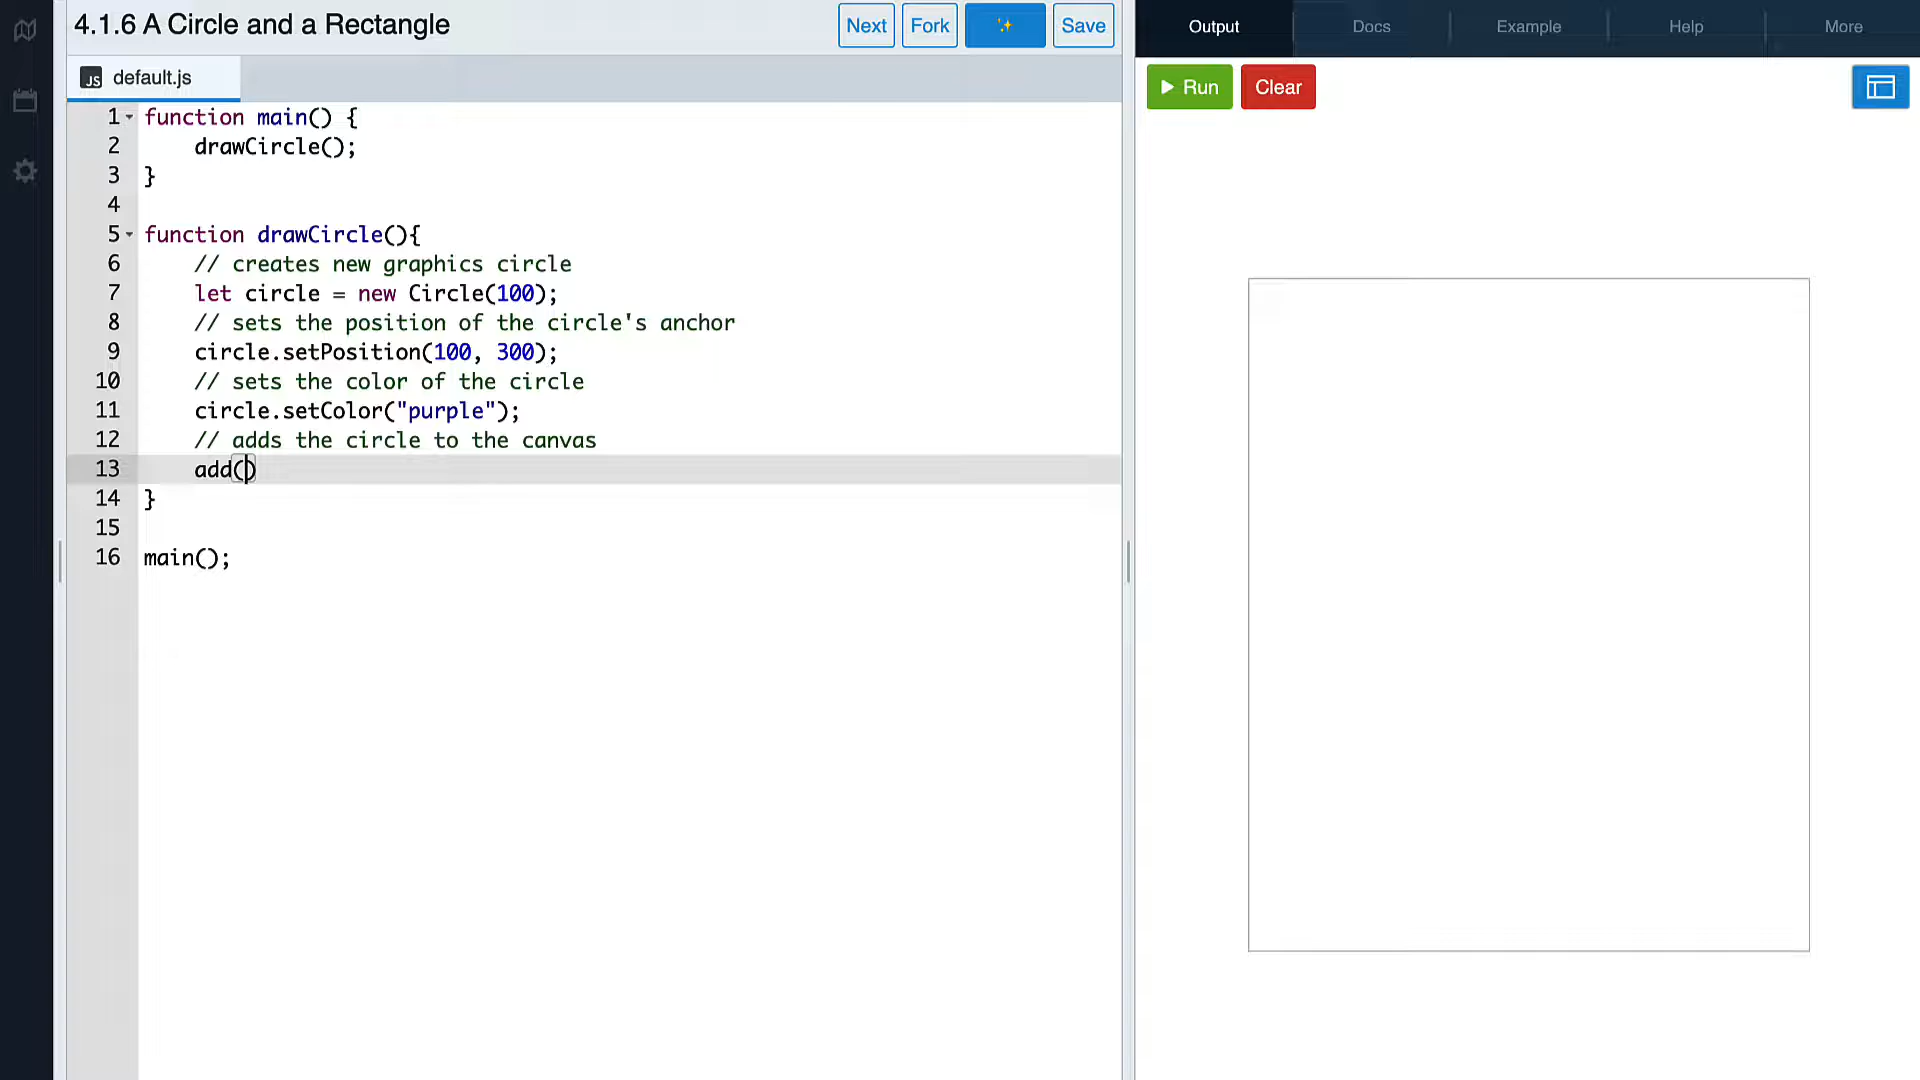 4.1.6 A Circle and a Rectangle
Next
Fork
Save
Output
Docs
Example
Help
More
JS default.js
Run
Clear
1 function main() {
2 drawCircle();
3 }
4
5 function drawCircle(){
6 // creates new graphics circle
7 let circle = new Circle(100);
8 // sets the position of the circle's anchor
9 circle.setPosition(100, 300);
10 // sets the color of the circle
11 circle.setColor("purple");
12 // adds the circle to the canvas
13 add()
14 }
15
16 main();